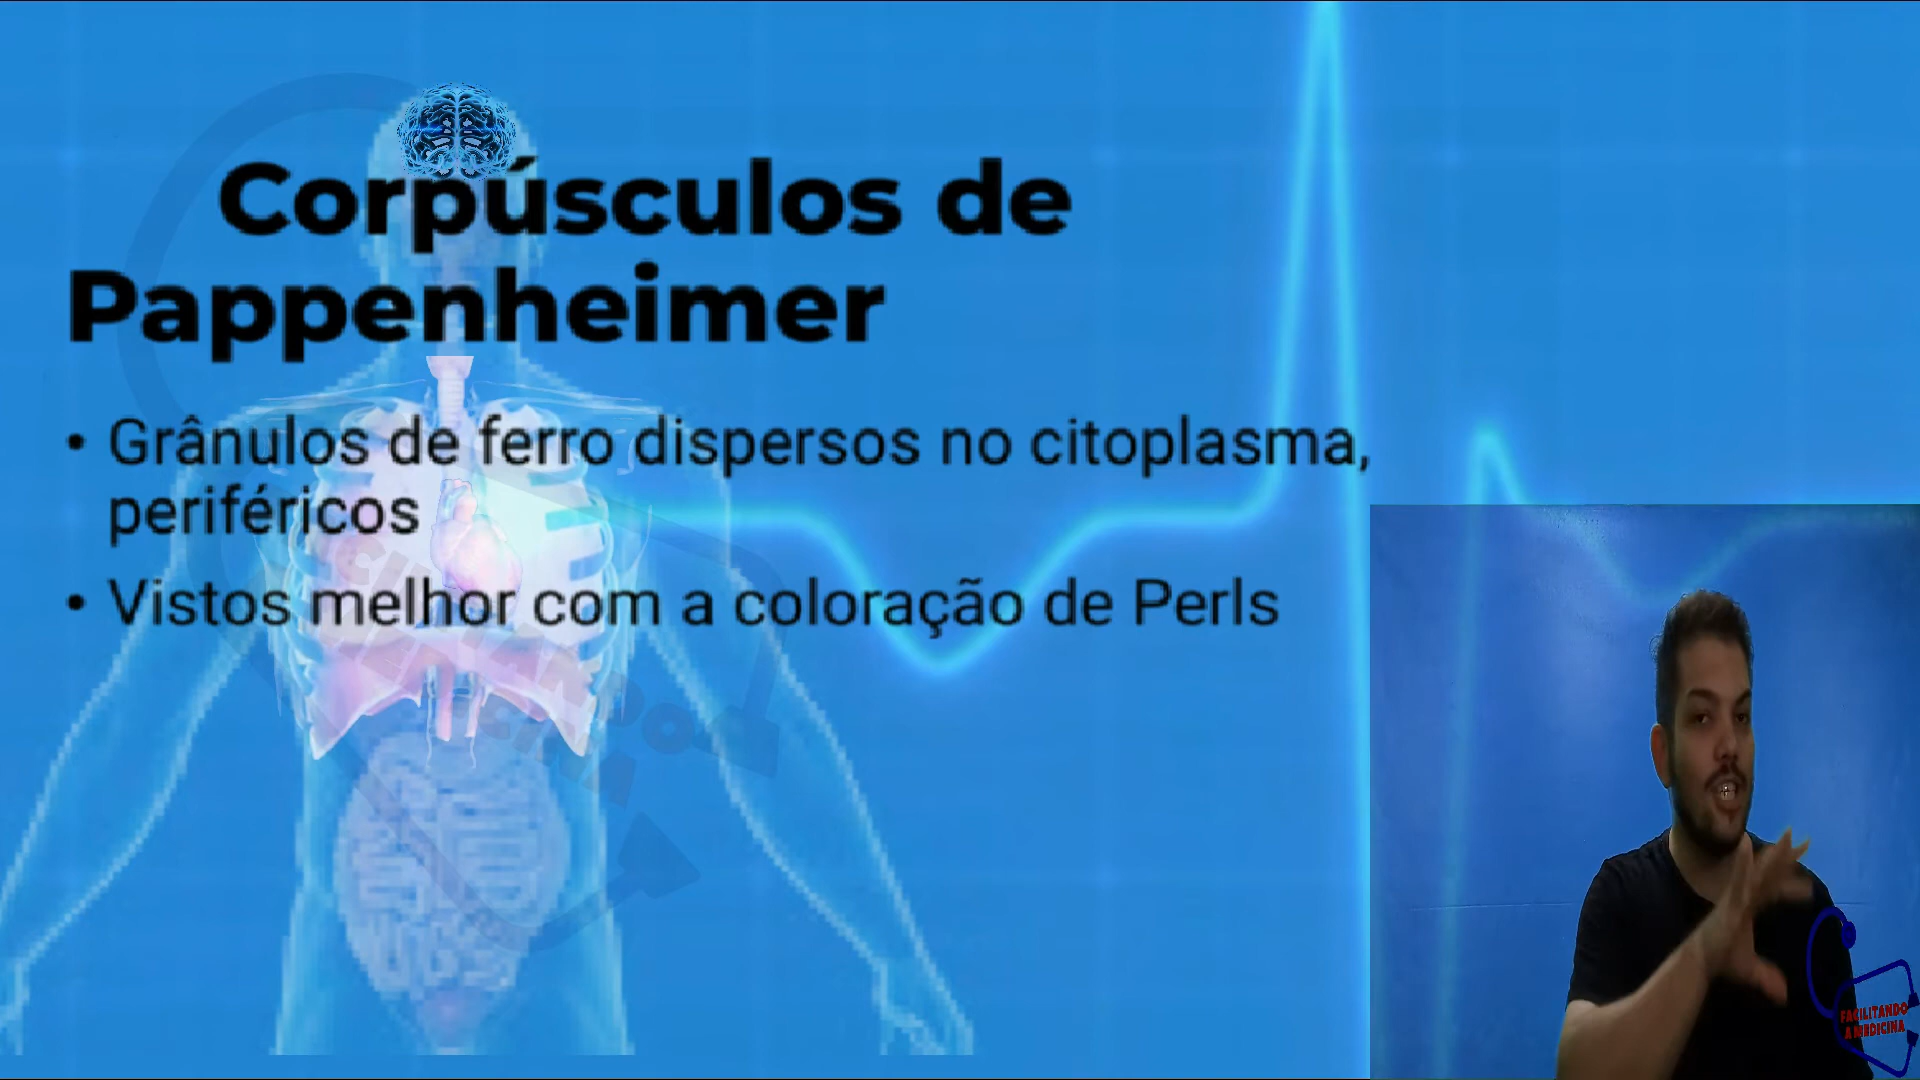 Corpúsculos de
Pappenheimer
• Grânulos de ferro dispersos no citoplasma,
periféricos
• Vistos melhor com a coloração de Perls
FACILITANDO
A MEDICINA